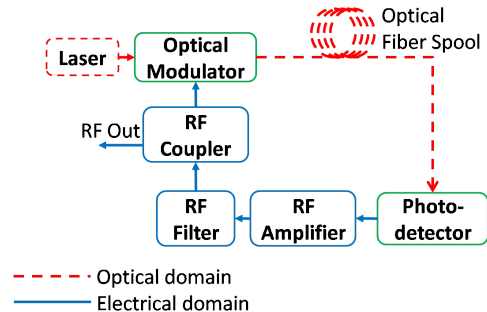 Optical
Fiber Spool
Laser
Optical
Modulator
RF Out
RF
Coupler
RF
Filter
RF
Amplifier
Photo-
detector
Optical domain
Electrical domain